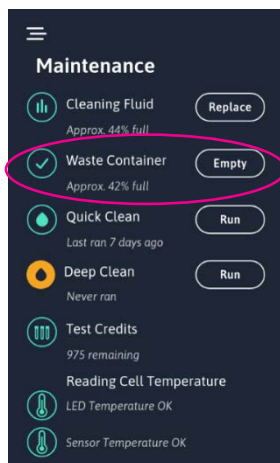 Maintenance
Cleaning Fluid Replace
Approx. 44% full
Waste Container Empty
Approx. 42% full
Quick Clean Run
Last ran 7 days ago
Deep Clean Run
Never ran
Test Credits
975 remaining
Reading Cell Temperature
LED Temperature OK
Sensor Temperature OK